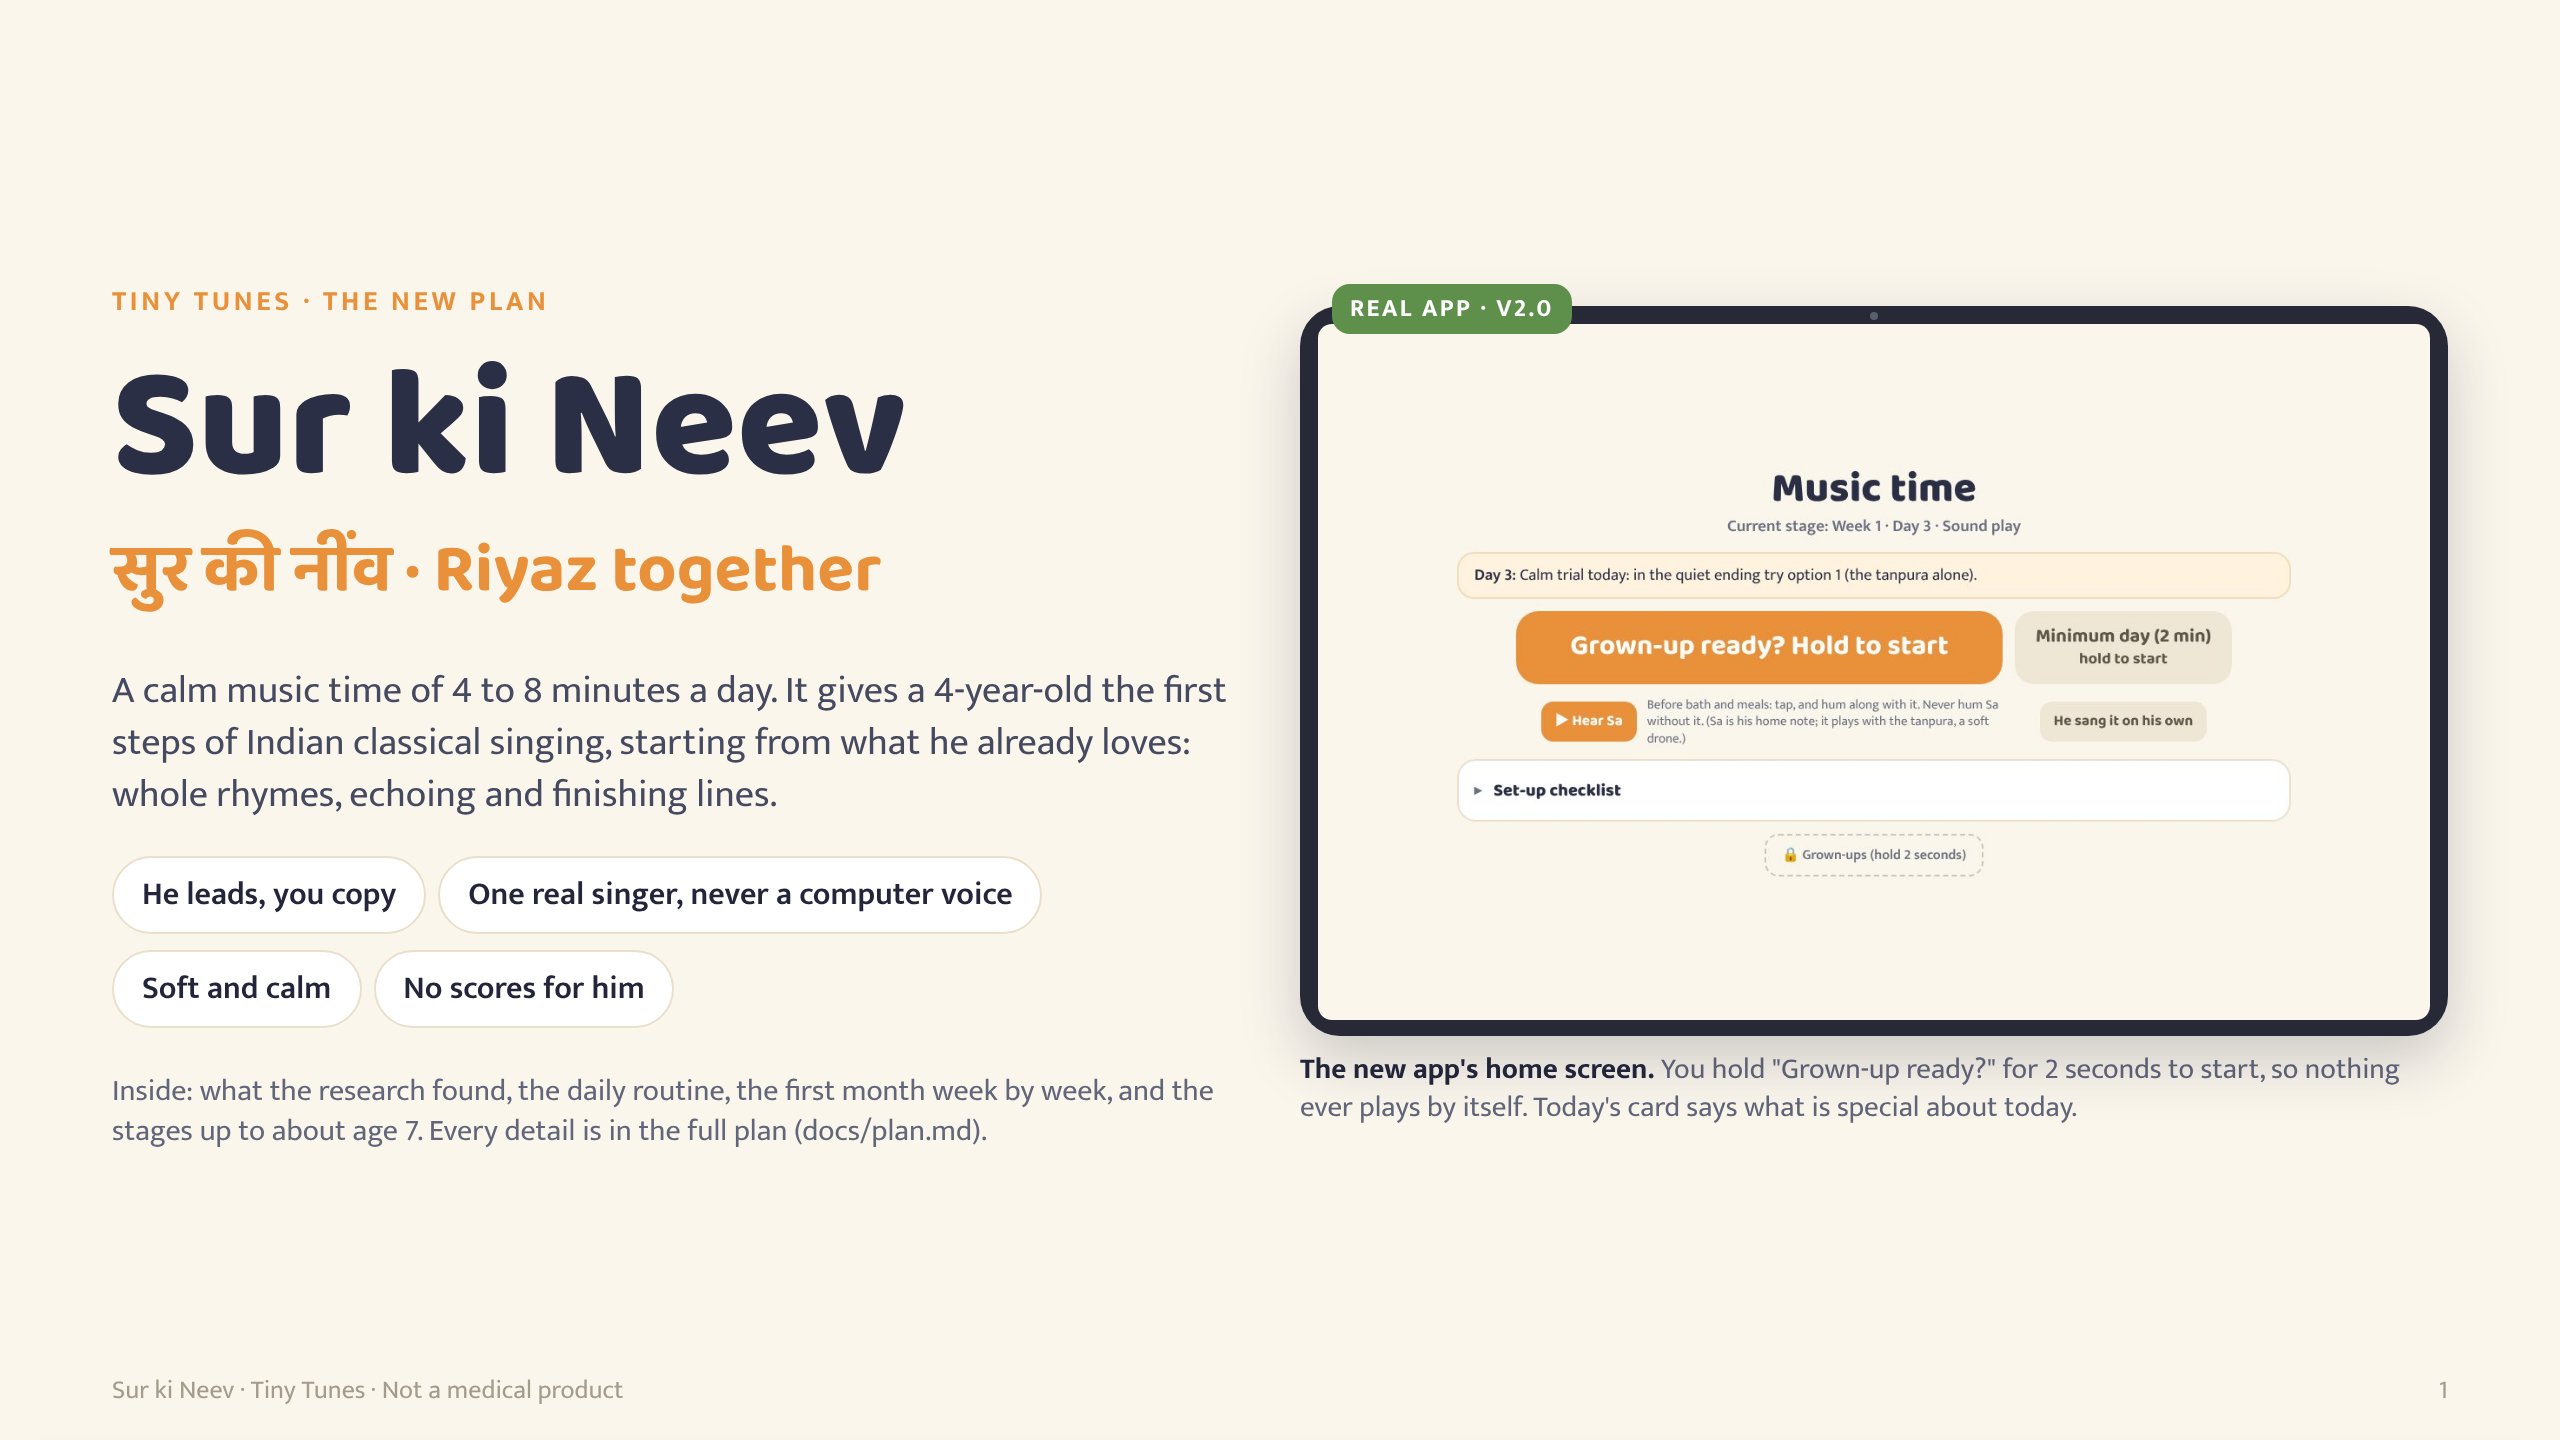 TINY TUNES · THE NEW PLAN
Sur ki Neev
सुर की नींव · Riyaz together
A calm music time of 4 to 8 minutes a day. It gives a 4-year-old the first
steps of Indian classical singing, starting from what he already loves:
whole rhymes, echoing and finishing lines.
He leads, you copy
One real singer, never a computer voice
Soft and calm
No scores for him
Inside: what the research found, the daily routine, the first month week by week, and the
stages up to about age 7. Every detail is in the full plan (docs/plan.md).
REAL APP · V2.0
Music time
Current stage: Week 1 · Day 3 · Sound play
Day 3: Calm trial today: in the quiet ending try option 1 (the tanpura alone).
Grown-up ready? Hold to start
Minimum day (2 min)
hold to start
▶ Hear Sa
Before bath and meals: tap, and hum along with it. Never hum Sa
without it. (Sa is his home note; it plays with the tanpura, a soft
drone.)
He sang it on his own
▸ Set-up checklist
🔒 Grown-ups (hold 2 seconds)
The new app's home screen. You hold "Grown-up ready?" for 2 seconds to start, so nothing
ever plays by itself. Today's card says what is special about today.
Sur ki Neev · Tiny Tunes · Not a medical product
1